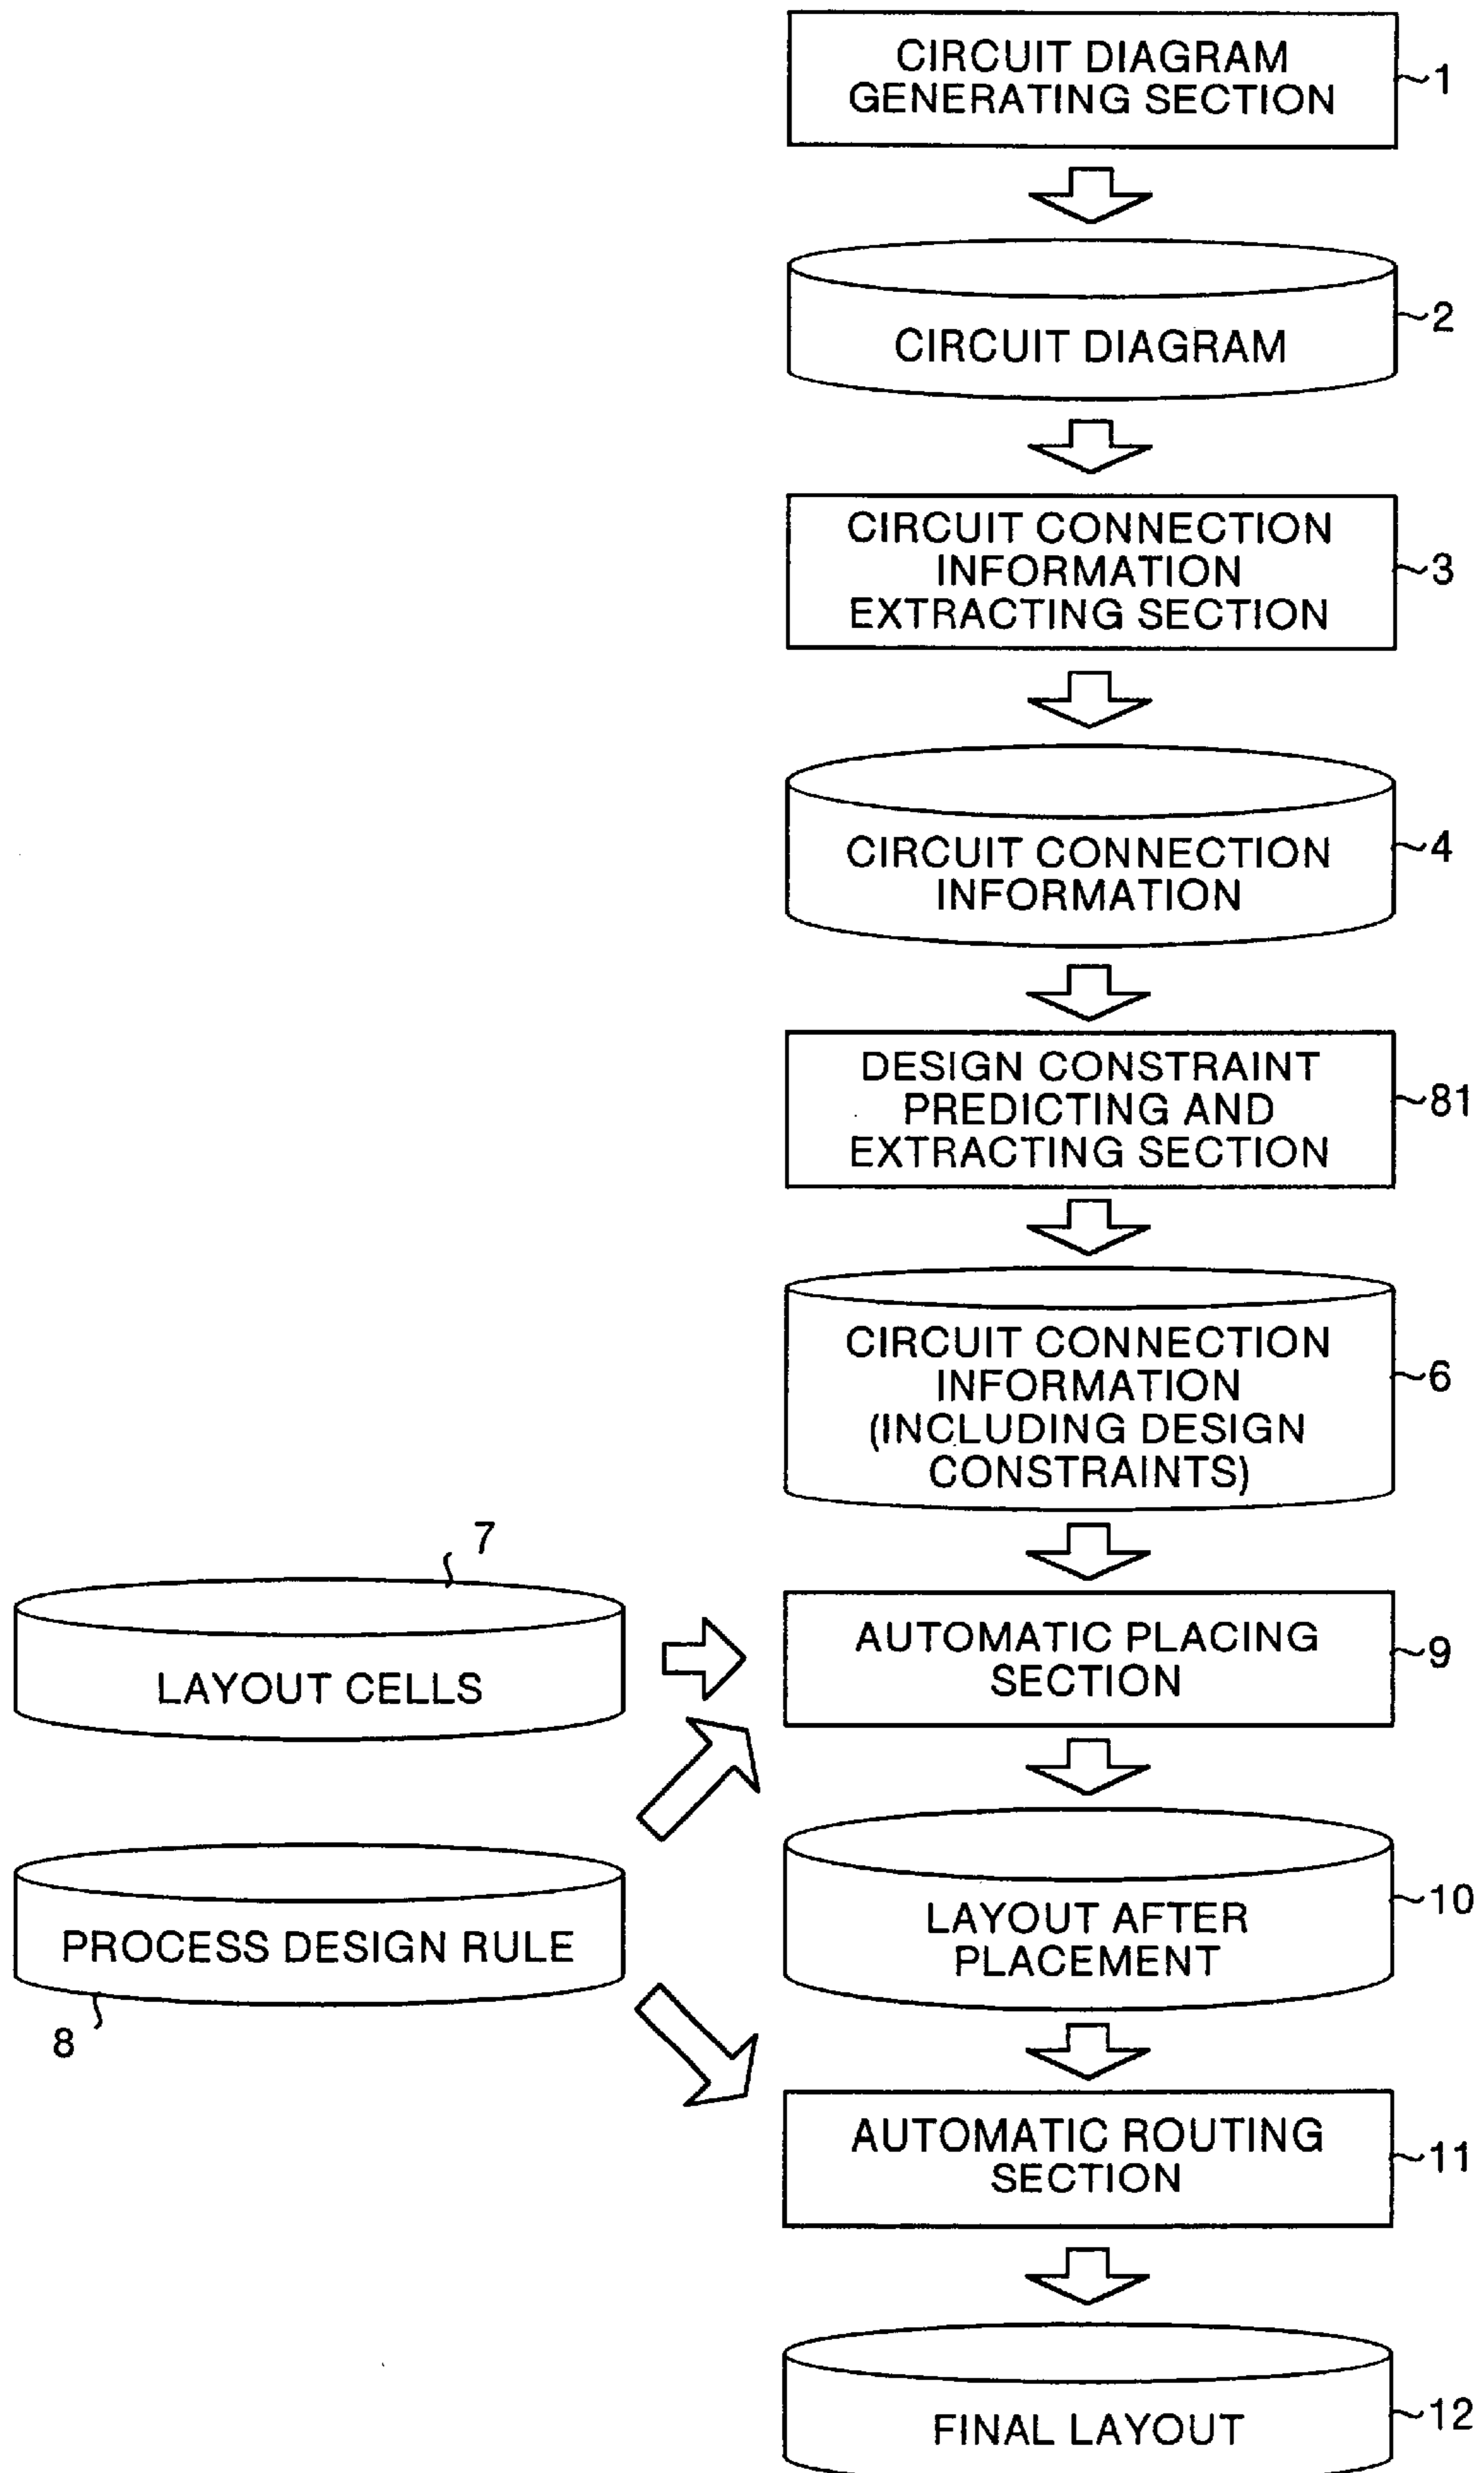 CIRCUIT DIAGRAM
GENERATING SECTION
1
CIRCUIT DIAGRAM
2
CIRCUIT CONNECTION
INFORMATION
EXTRACTING SECTION
3
CIRCUIT CONNECTION
INFORMATION
4
DESIGN CONSTRAINT
PREDICTING AND
EXTRACTING SECTION
81
CIRCUIT CONNECTION
INFORMATION
(INCLUDING DESIGN
CONSTRAINTS)
6
7
LAYOUT CELLS
AUTOMATIC PLACING
SECTION
9
PROCESS DESIGN RULE
8
LAYOUT AFTER
PLACEMENT
10
AUTOMATIC ROUTING
SECTION
11
FINAL LAYOUT
12